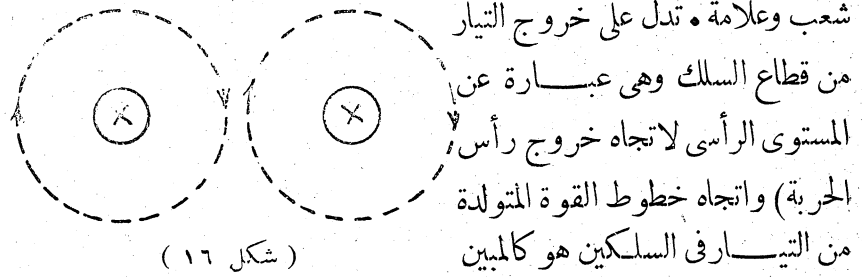 شعب وعلامة • تدل على خروج التيار
من قطاع السلك وهى عبارة عن
المستوى الرأسى لاتجاه خروج رأس
الحربة) واتجاه خطوط القوة المتولدة
من التيار فى السلكين هو كالمبين
( شكل ١٦ )